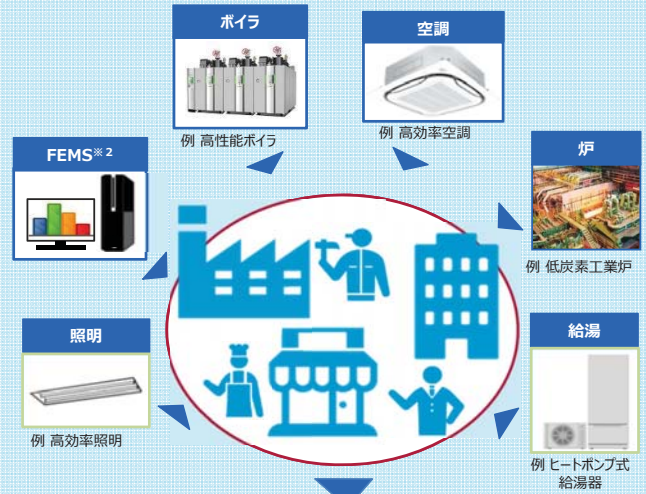 ボイラ
例 高性能ボイラ
空調
例 高効率空調
FEMS※2
炉
例 低炭素工業炉
照明
例 高効率照明
給湯
例 ヒートポンプ式
給湯器